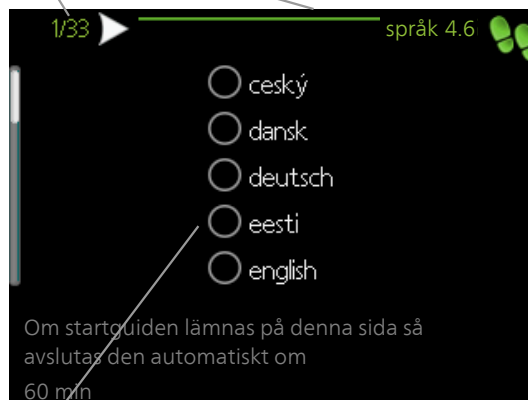 1/33
språk 4.6
ceský
dansk
deutsch
eesti
english
Om startguiden lämnas på denna sida så
avslutas den automatiskt om
60 min